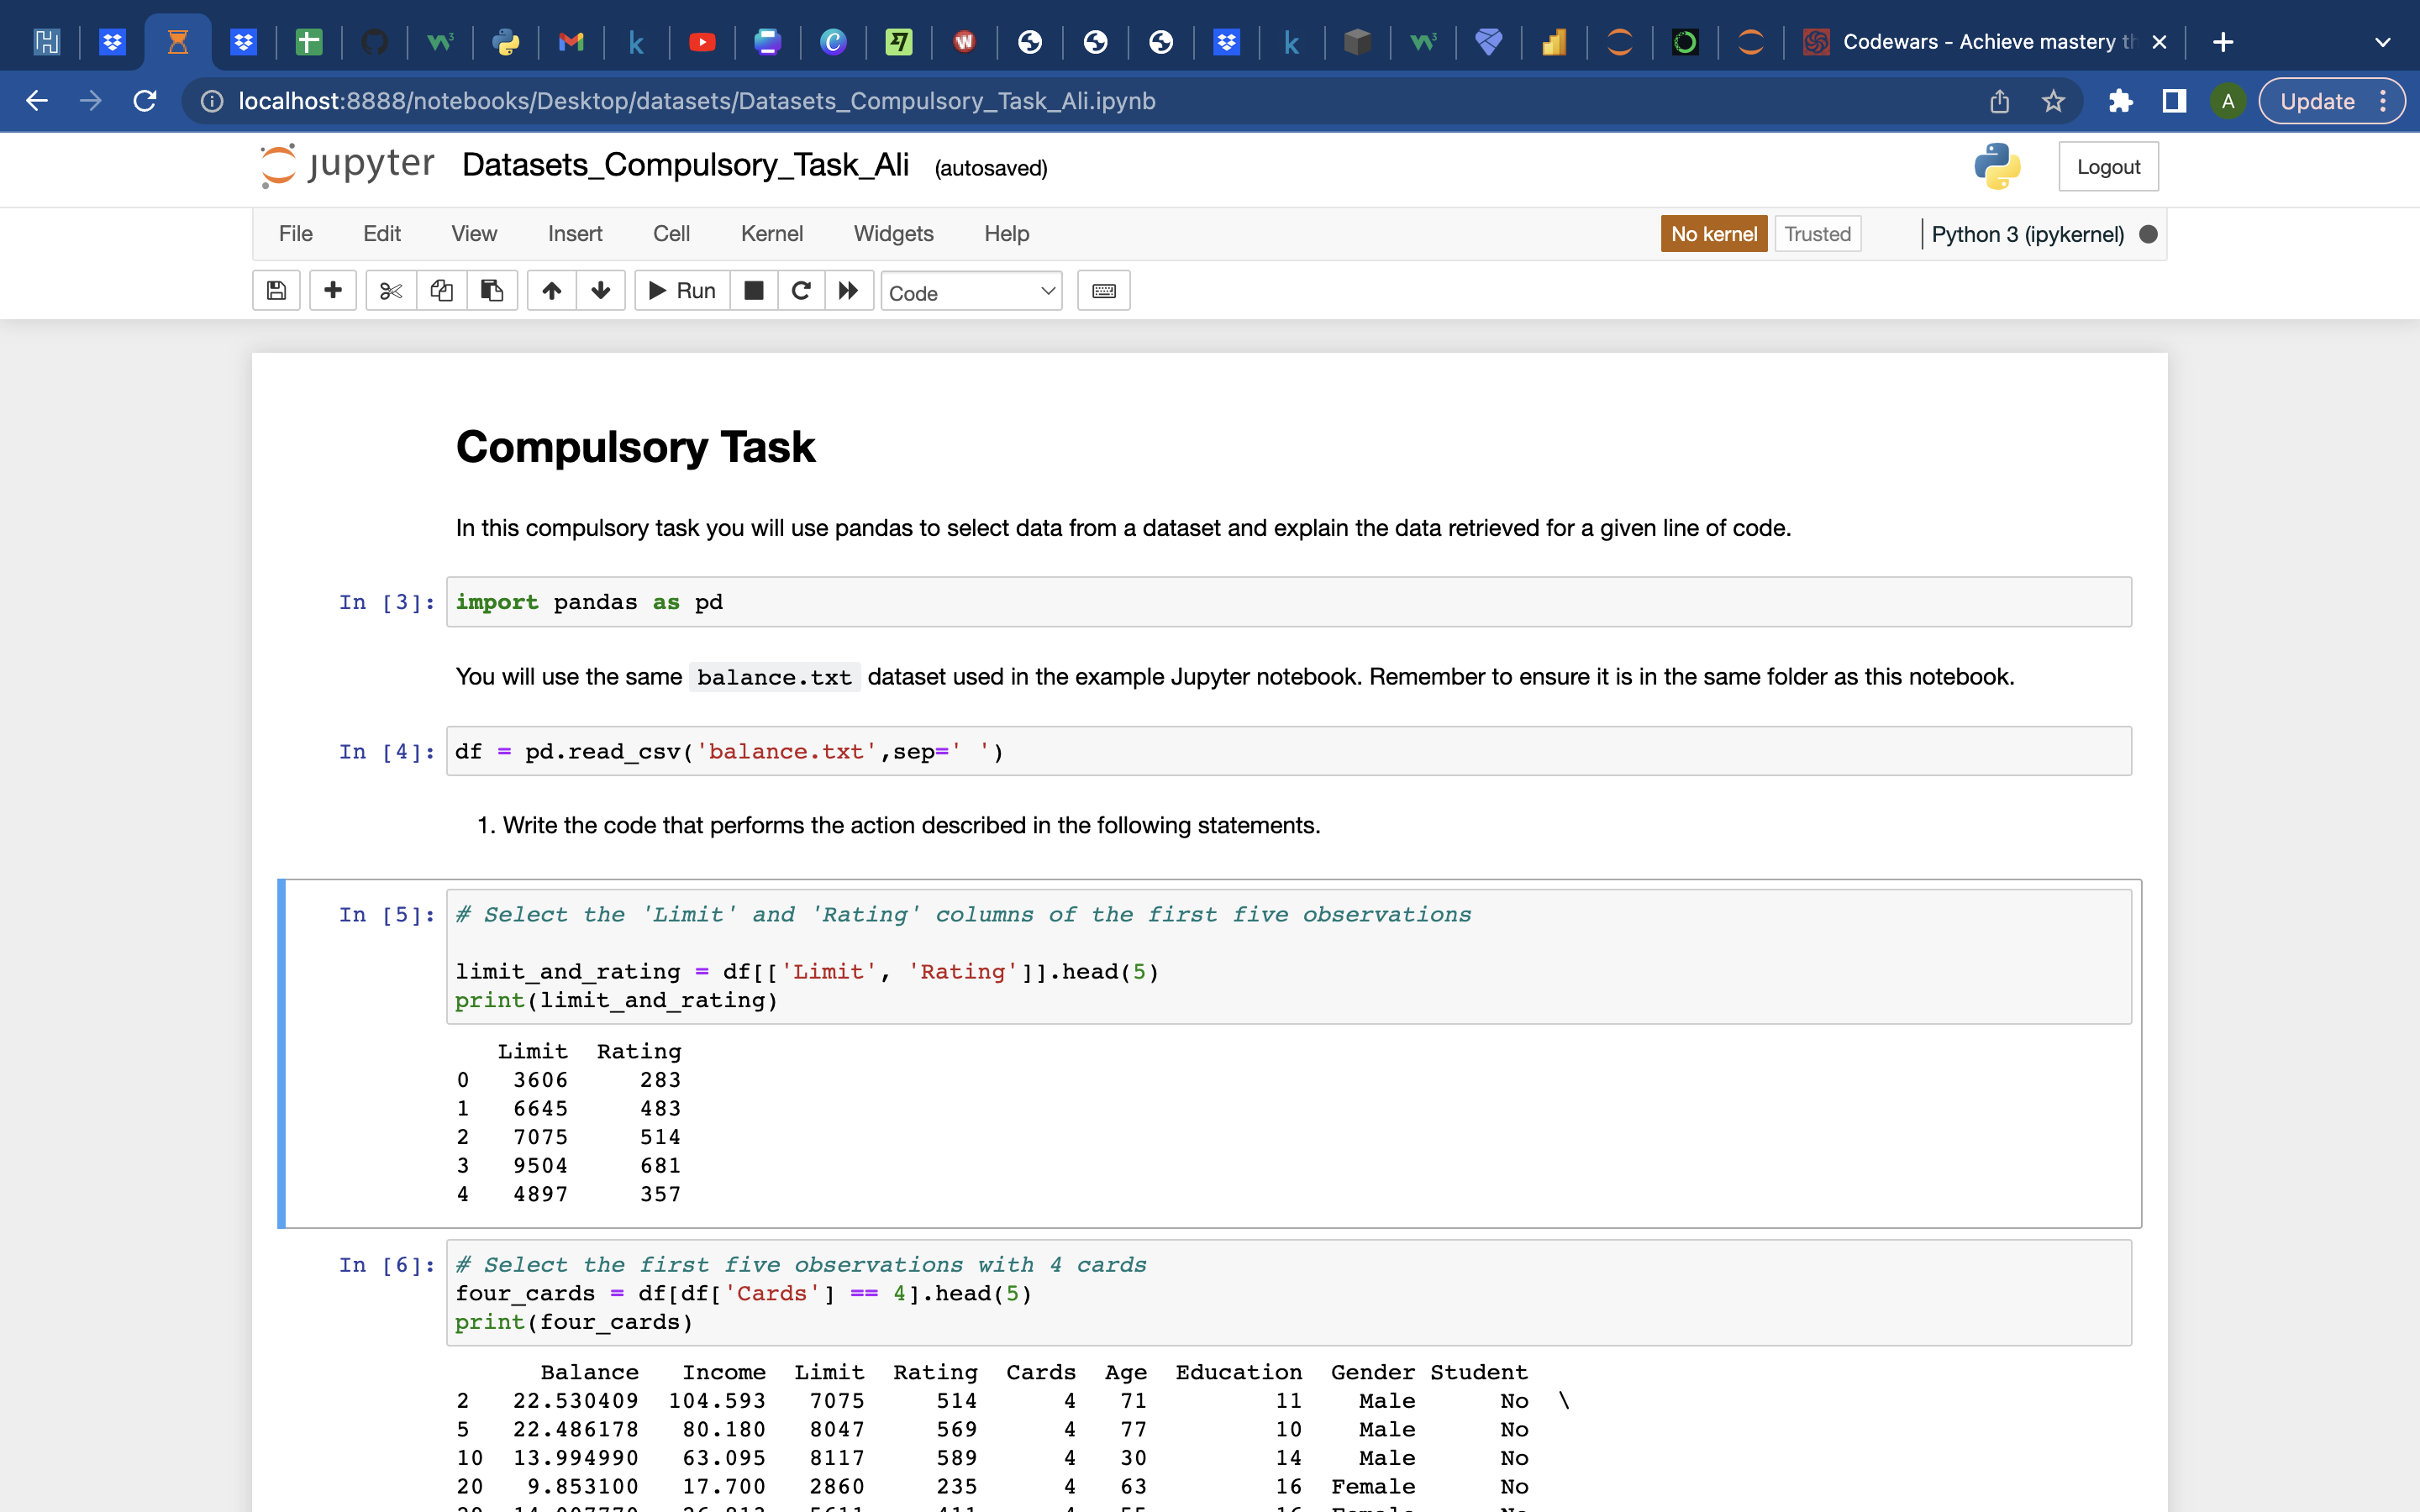 Codewars - Achieve mastery th
localhost:8888/notebooks/Desktop/datasets/Datasets_Compulsory_Task_Ali.ipynb
A
Update
jupyter Datasets_Compulsory_Task_Ali (autosaved)
Logout
File Edit View Insert Cell Kernel Widgets Help
No kernel Trusted Python 3 (ipykernel)
Run Code
Compulsory Task
In this compulsory task you will use pandas to select data from a dataset and explain the data retrieved for a given line of code.
In [3]: import pandas as pd
You will use the same balance.txt dataset used in the example Jupyter notebook. Remember to ensure it is in the same folder as this notebook.
In [4]: df = pd.read_csv('balance.txt',sep=' ')
1. Write the code that performs the action described in the following statements.
In [5]: # Select the 'Limit' and 'Rating' columns of the first five observations
limit_and_rating = df[['Limit', 'Rating']].head(5)
print(limit_and_rating)
Limit Rating
0 3606 283
1 6645 483
2 7075 514
3 9504 681
4 4897 357
In [6]: # Select the first five observations with 4 cards
four_cards = df[df['Cards'] == 4].head(5)
print(four_cards)
Balance Income Limit Rating Cards Age Education Gender Student
2 22.530409 104.593 7075 514 4 71 11 Male No \
5 22.486178 80.180 8047 569 4 77 10 Male No
10 13.994990 63.095 8117 589 4 30 14 Male No
20 9.853100 17.700 2860 235 4 63 16 Female No